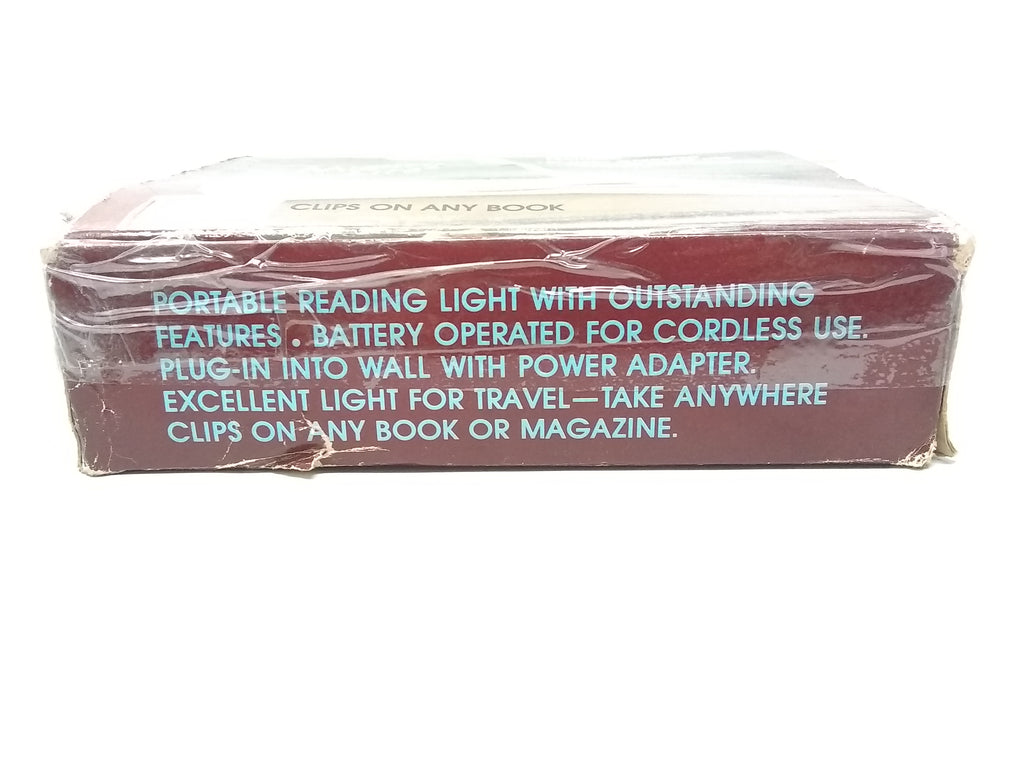 CLIPS ON ANY BOOK
PORTABLE READING LIGHT WITH OUTSTANDING
FEATURES . BATTERY OPERATED FOR CORDLESS USE.
PLUG-IN INTO WALL WITH POWER ADAPTER.
EXCELLENT LIGHT FOR TRAVEL—TAKE ANYWHERE
CLIPS ON ANY BOOK OR MAGAZINE.